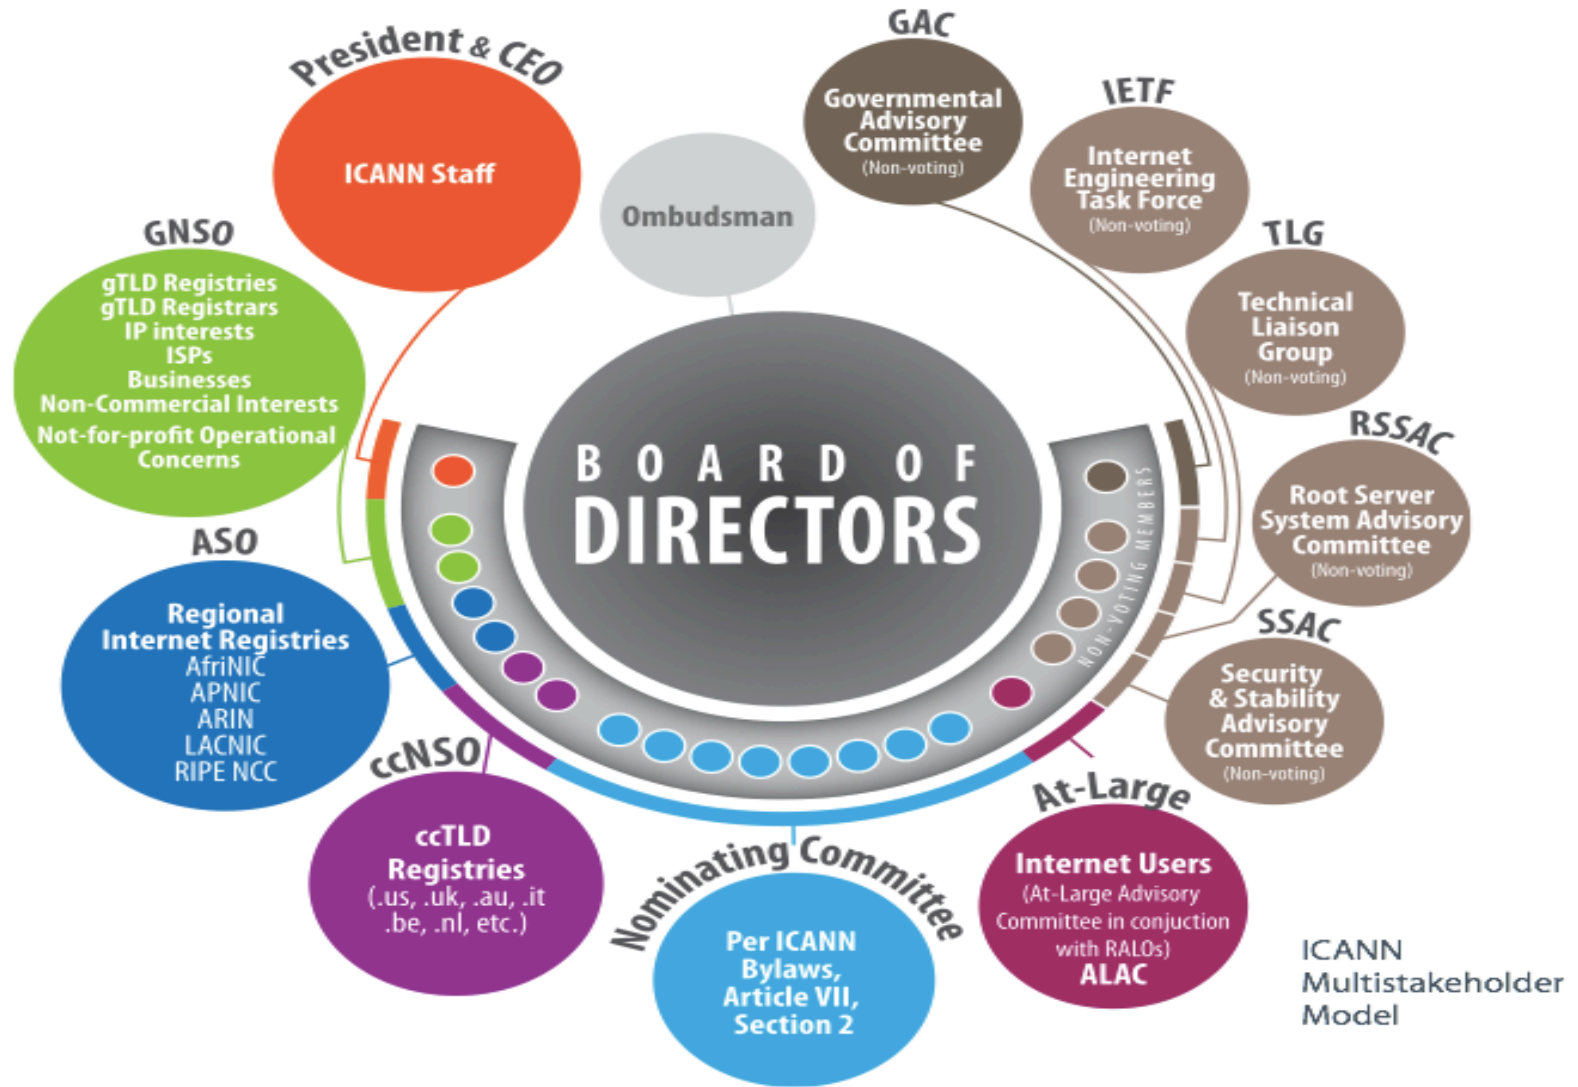 President & CEO
ICANN Staff
Ombudsman
GAC
Governmental
Advisory
Committee
(Non-voting)
IETF
Internet
Engineering
Task Force
(Non-voting)
TLG
Technical
Liaison
Group
(Non-voting)
RSSAC
Root Server
System Advisory
Committee
(Non-voting)
SSAC
Security
& Stability
Advisory
Committee
(Non-voting)
GNSO
gTLD Registries
gTLD Registrars
IP interests
ISPs
Businesses
Non-Commercial Interests
Not-for-profit Operational
Concerns
BOARD OF
DIRECTORS
NON-VOTING MEMBERS
ASO
Regional
Internet Registries
AfriNIC
APNIC
ARIN
LACNIC
RIPE NCC
ccNSO
ccTLD
Registries
(.us, .uk, .au, .it
.be, .nl, etc.)
Nominating Committee
Per ICANN
Bylaws,
Article VII,
Section 2
At-Large
Internet Users
(At-Large Advisory
Committee in conjuction
with RALOs)
ALAC
ICANN
Multistakeholder
Model